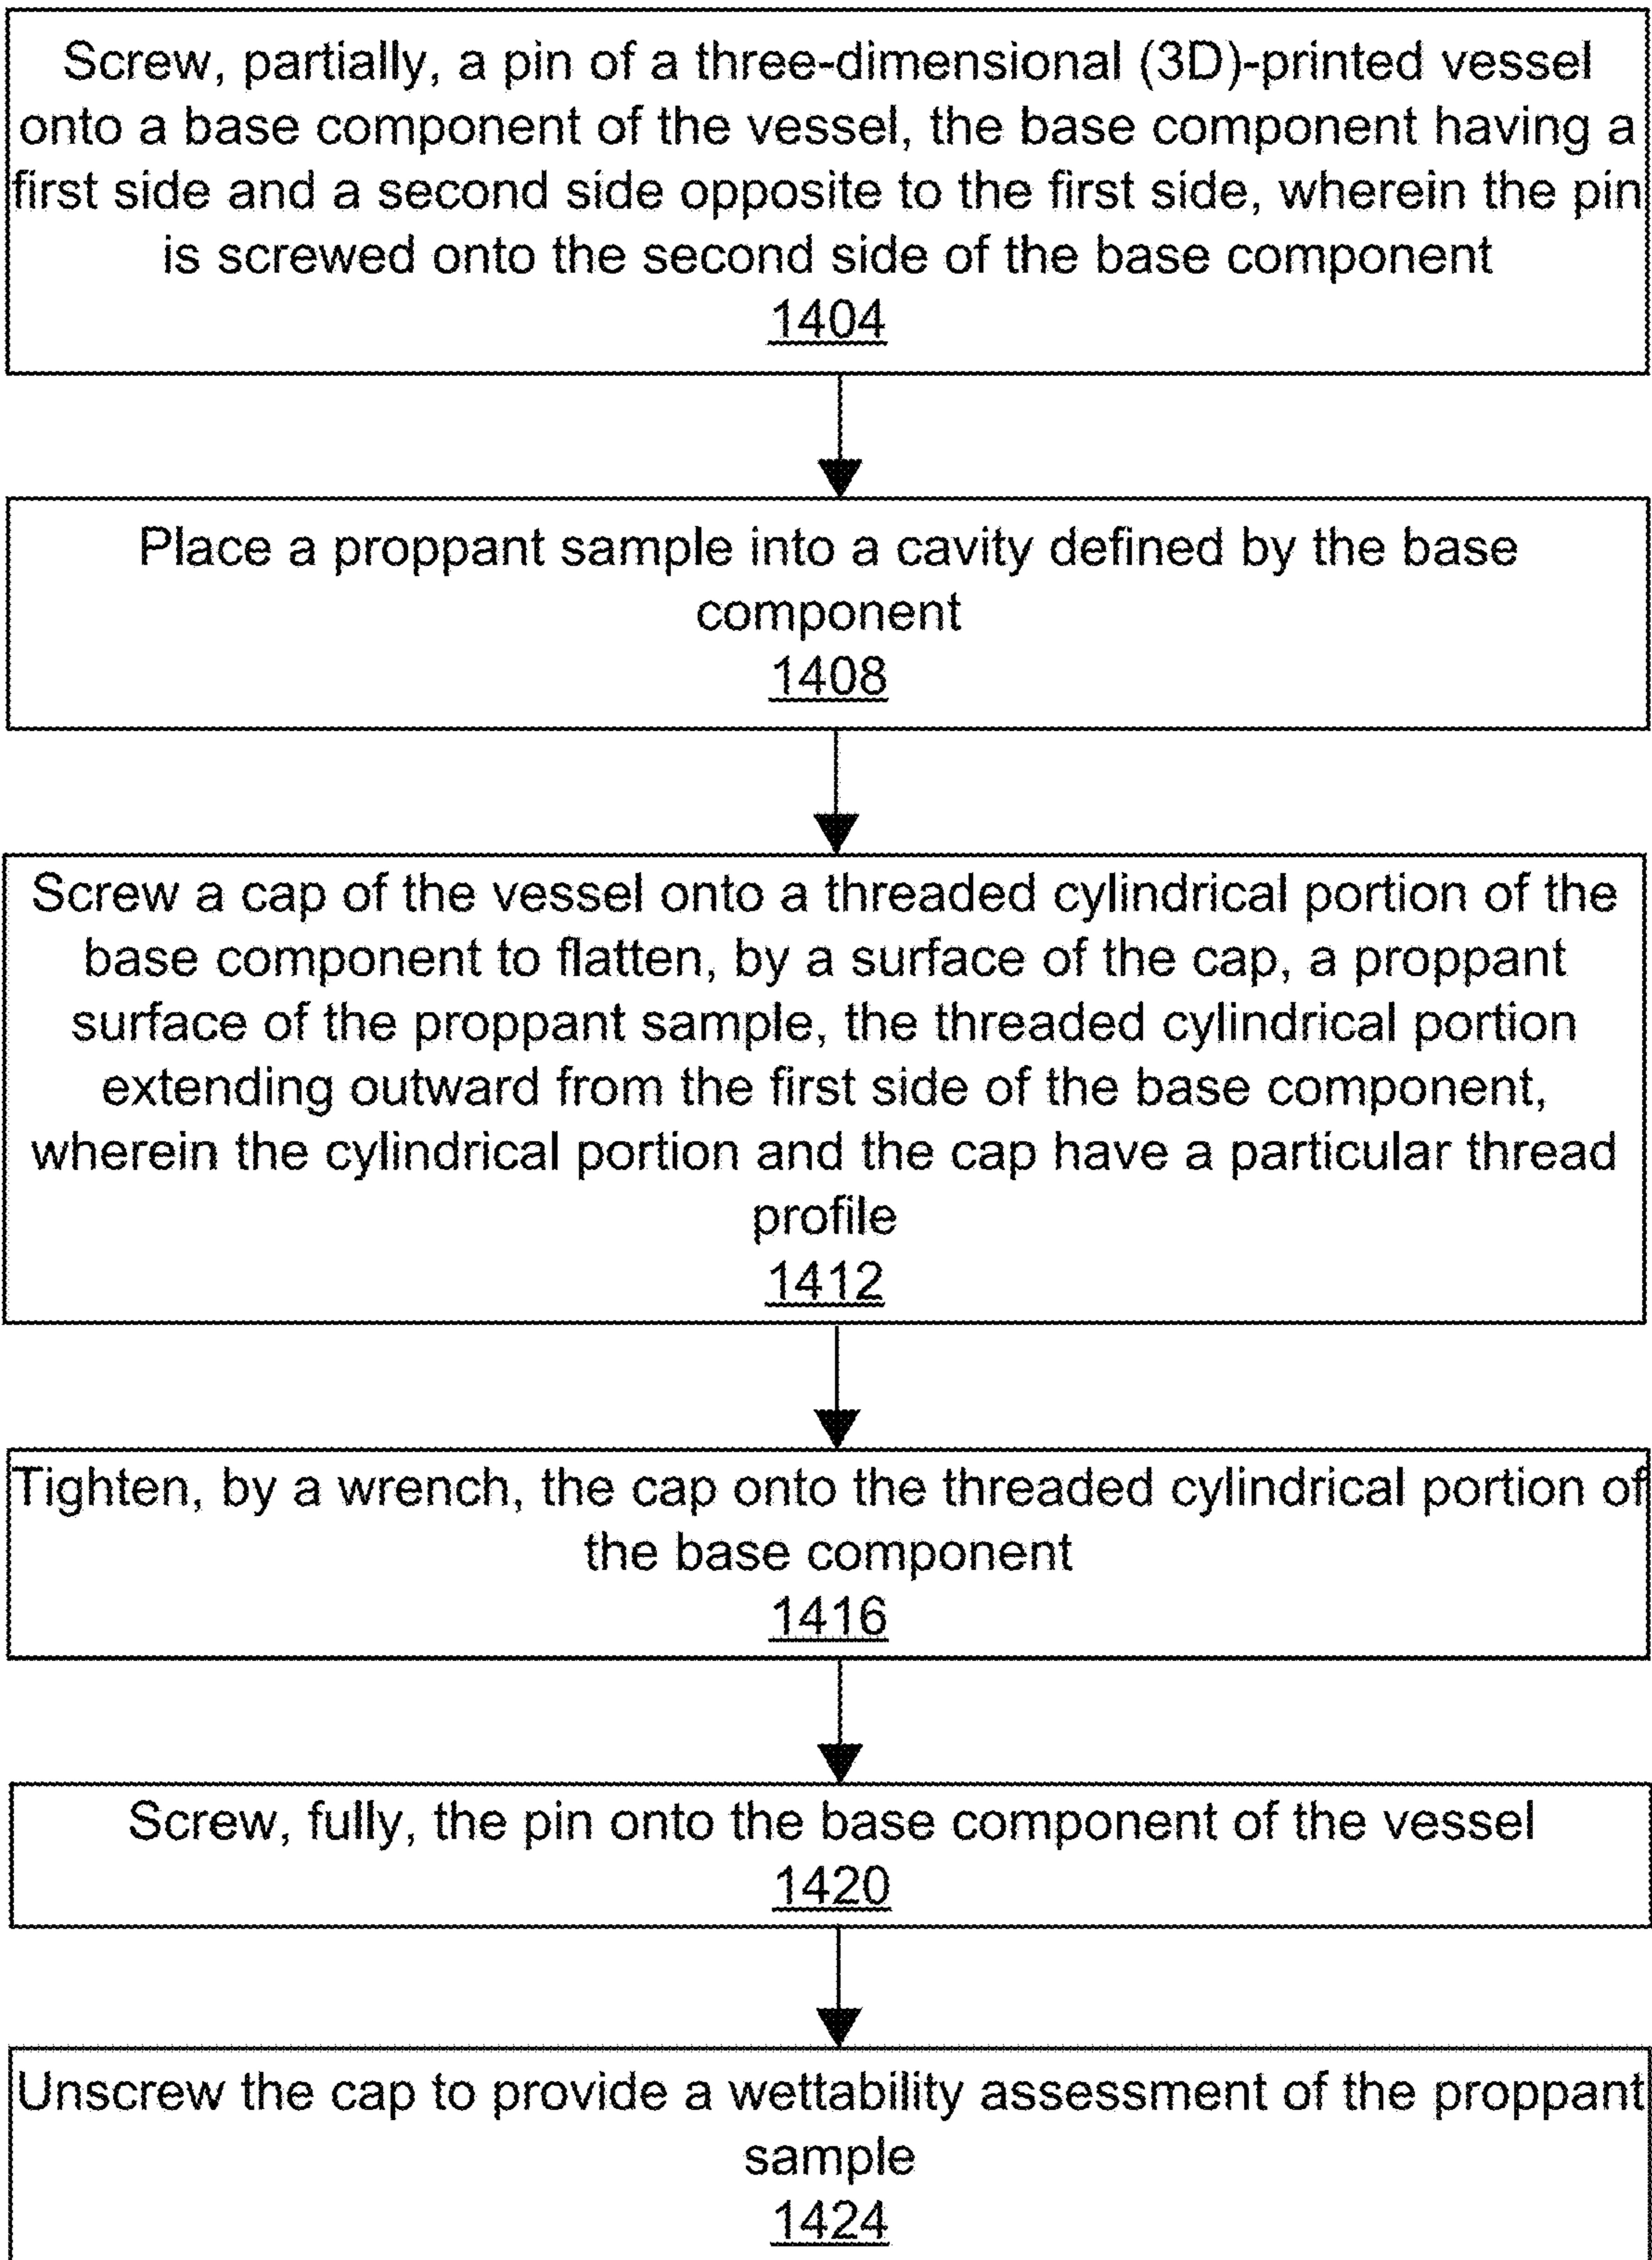 Screw, partially, a pin of a three-dimensional (3D)-printed vessel
onto a base component of the vessel, the base component having a
first side and a second side opposite to the first side, wherein the pin
is screwed onto the second side of the base component
1404
Place a proppant sample into a cavity defined by the base
component
1408
Screw a cap of the vessel onto a threaded cylindrical portion of the
base component to flatten, by a surface of the cap, a proppant
surface of the proppant sample, the threaded cylindrical portion
extending outward from the first side of the base component,
wherein the cylindrical portion and the cap have a particular thread
profile
1412
Tighten, by a wrench, the cap onto the threaded cylindrical portion of
the base component
1416
Screw, fully, the pin onto the base component of the vessel
1420
Unscrew the cap to provide a wettability assessment of the proppant
sample
1424